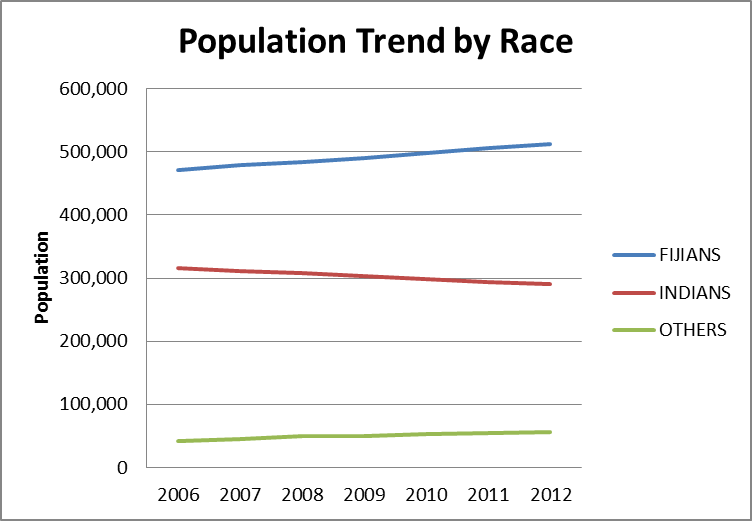 Population Trend by Race
600,000
500,000
400,000
300,000
200,000
100,000
0
Population
2006 2007 2008 2009 2010 2011 2012
FIJIANS
INDIANS
OTHERS